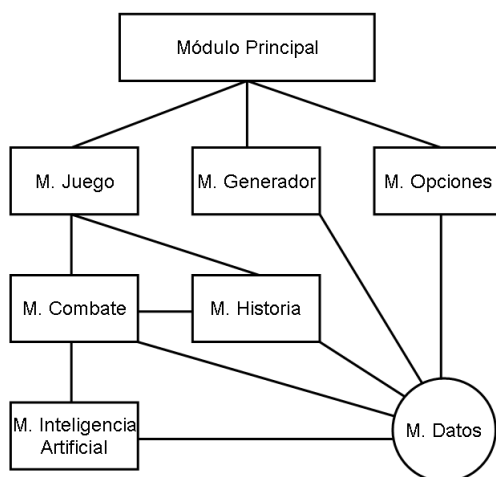 Módulo Principal
M. Juego
M. Generador
M. Opciones
M. Combate
M. Historia
M. Inteligencia
Artificial
M. Datos